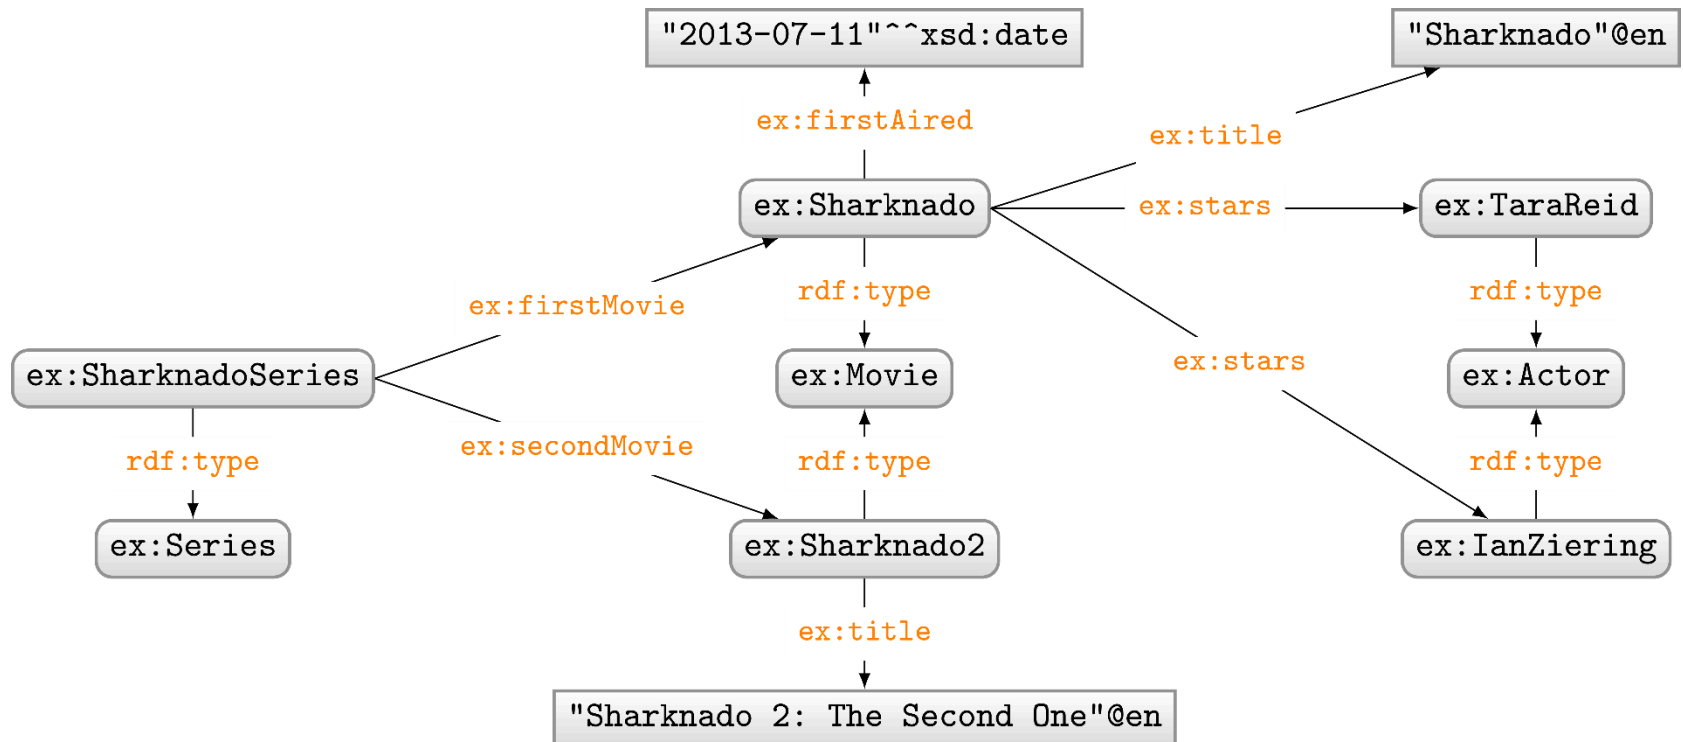 "2013-07-11"^^xsd:date
"Sharknado"@en
ex:firstAired
ex:title
ex:Sharknado
ex:stars
ex:TaraReid
ex:firstMovie
rdf:type
rdf:type
ex:stars
ex:SharknadoSeries
ex:Movie
ex:Actor
rdf:type
ex:secondMovie
rdf:type
rdf:type
ex:Series
ex:Sharknado2
ex:IanZiering
ex:title
"Sharknado 2: The Second One"@en